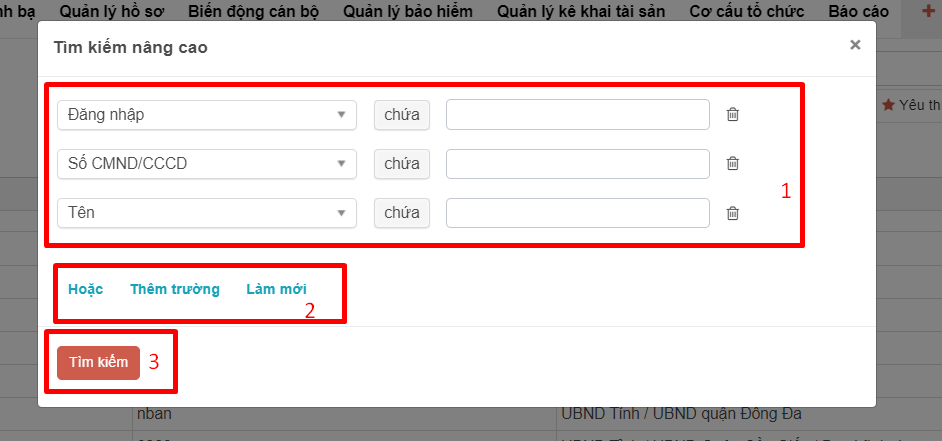 nh bạ Quản lý hồ sơ Biến động cán bộ Quản lý bảo hiểm Quản lý kê khai tài sản Cơ cấu tổ chức Báo cáo +
Tìm kiếm nâng cao ×
Yêu th
Đăng nhập chứa
Số CMND/CCCD chứa
1
Tên chứa
Hoặc Thêm trường Làm mới
2
Tìm kiếm 3
nban UBND Tỉnh / UBND quận Đống Đa